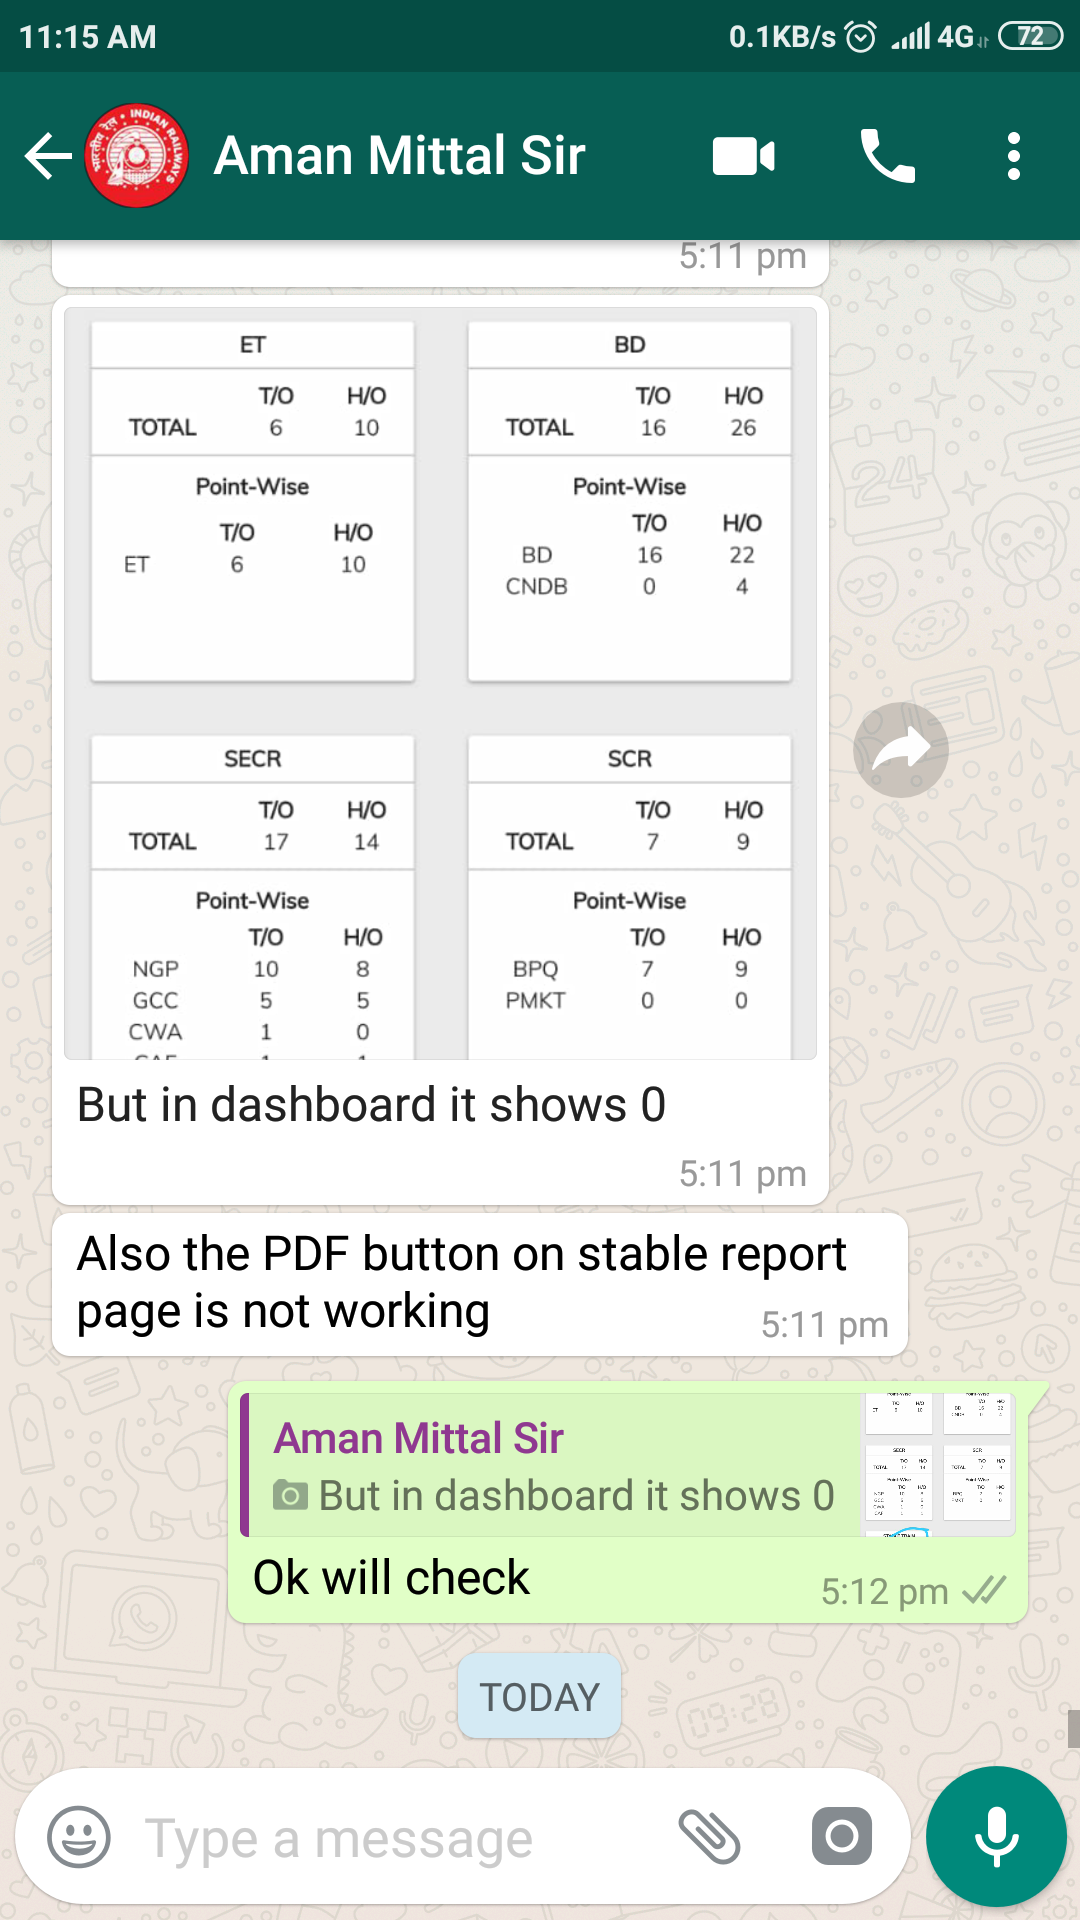 11:15 AM 0.1KB/s 4G 72
भारतीय रेल • INDIAN RAILWAYS
Aman Mittal Sir
5:11 pm
ET
T/O H/O
TOTAL 6 10
Point-Wise
T/O H/O
ET 6 10
BD
T/O H/O
TOTAL 16 26
Point-Wise
T/O H/O
BD 16 22
CNDB 0 4
SECR
T/O H/O
TOTAL 17 14
Point-Wise
T/O H/O
NGP 10 8
GCC 5 5
CWA 1 0
SCR
T/O H/O
TOTAL 7 9
Point-Wise
T/O H/O
BPQ 7 9
PMKT 0 0
But in dashboard it shows 0
5:11 pm
Also the PDF button on stable report
page is not working
5:11 pm
Aman Mittal Sir
But in dashboard it shows 0
Ok will check
5:12 pm
TODAY
Type a message